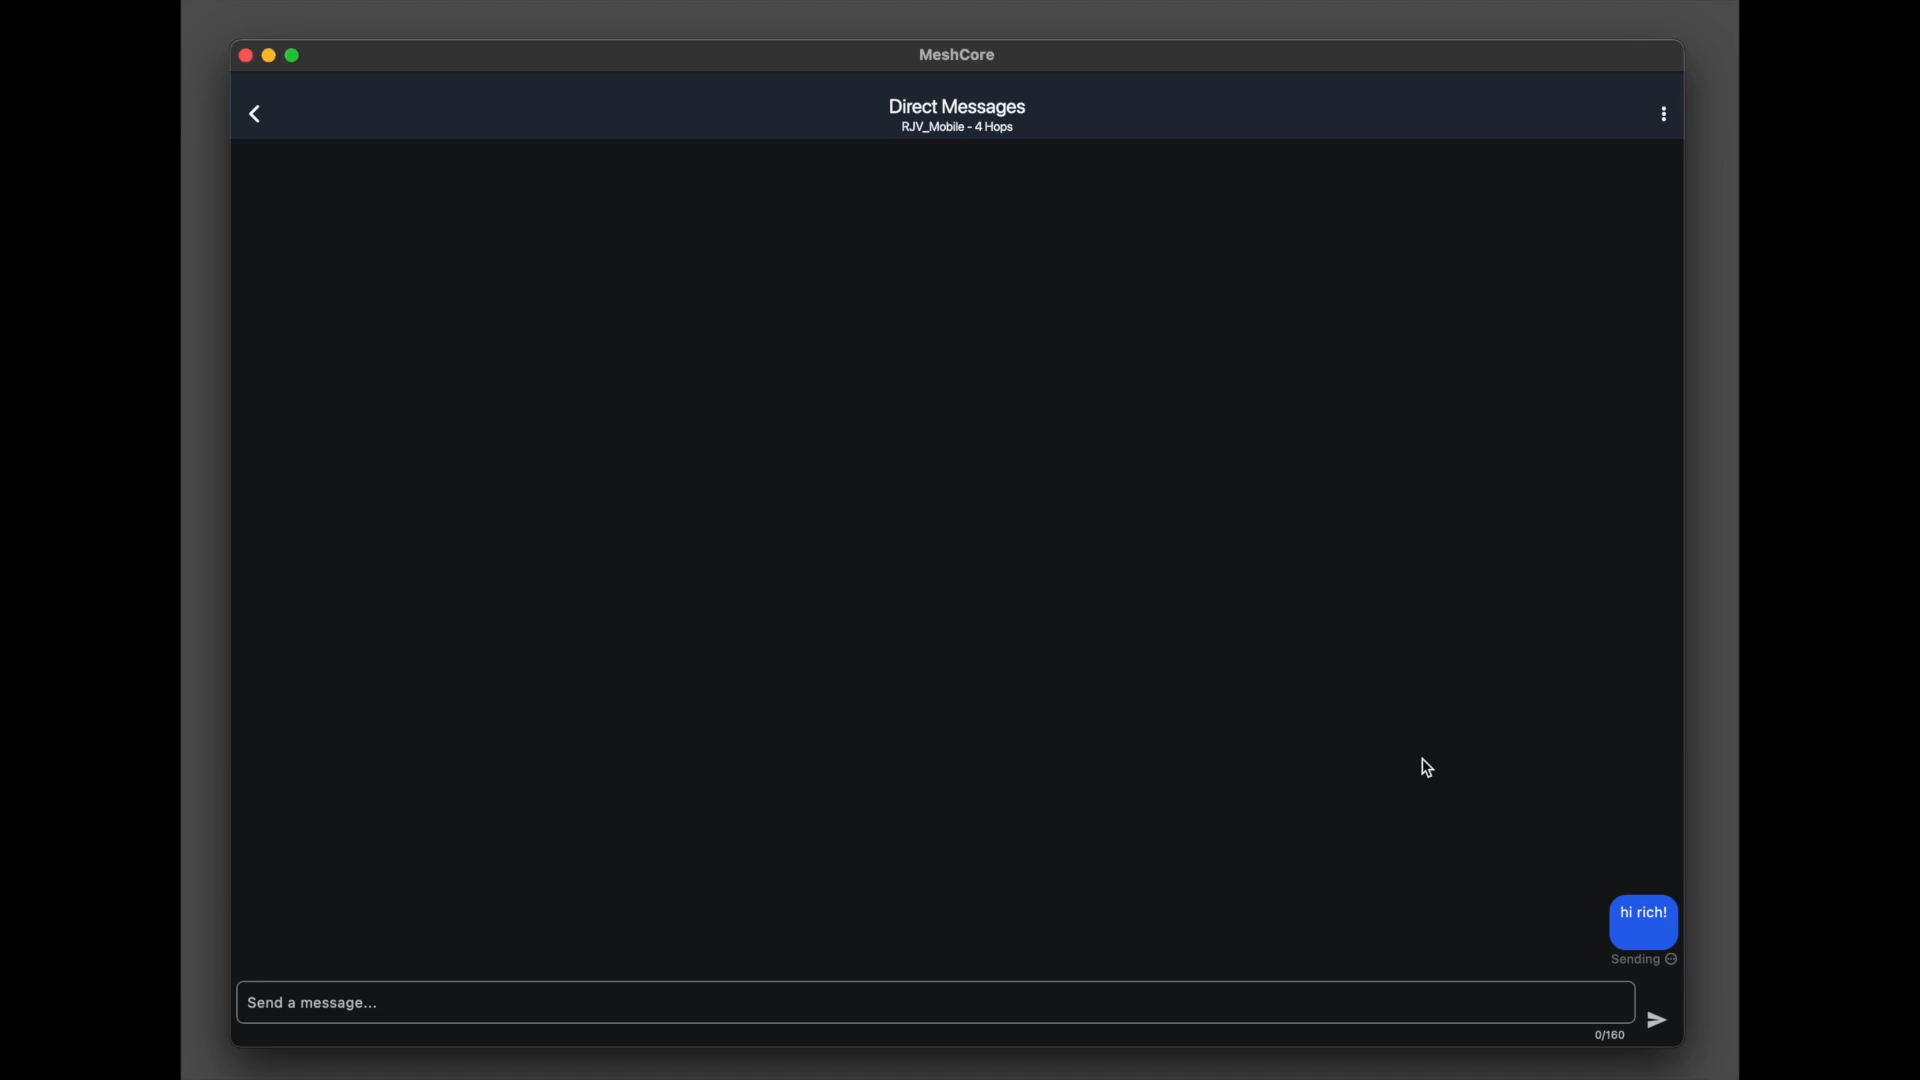 MeshCore
Direct Messages
RJV_Mobile - 4 Hops
hi rich!
Sending
Send a message...
0/160